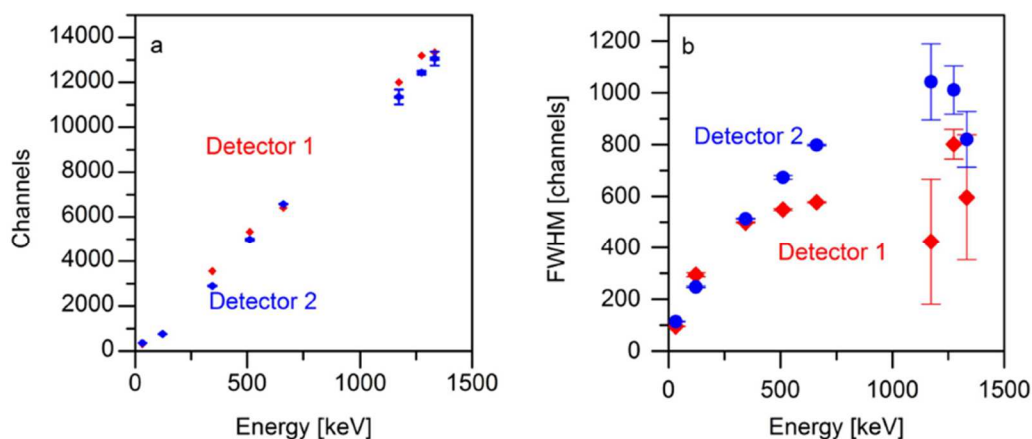 a
14000
12000
10000
8000
6000
4000
2000
0
Channels
Detector 1
Detector 2
0 500 1000 1500
Energy [keV]
b
1200
1000
800
600
400
200
0
FWHM [channels]
Detector 2
Detector 1
0 500 1000 1500
Energy [keV]